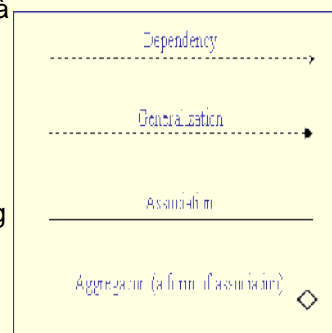 à
Dependency
Generalization
g
Association
Aggregation (a form of association)